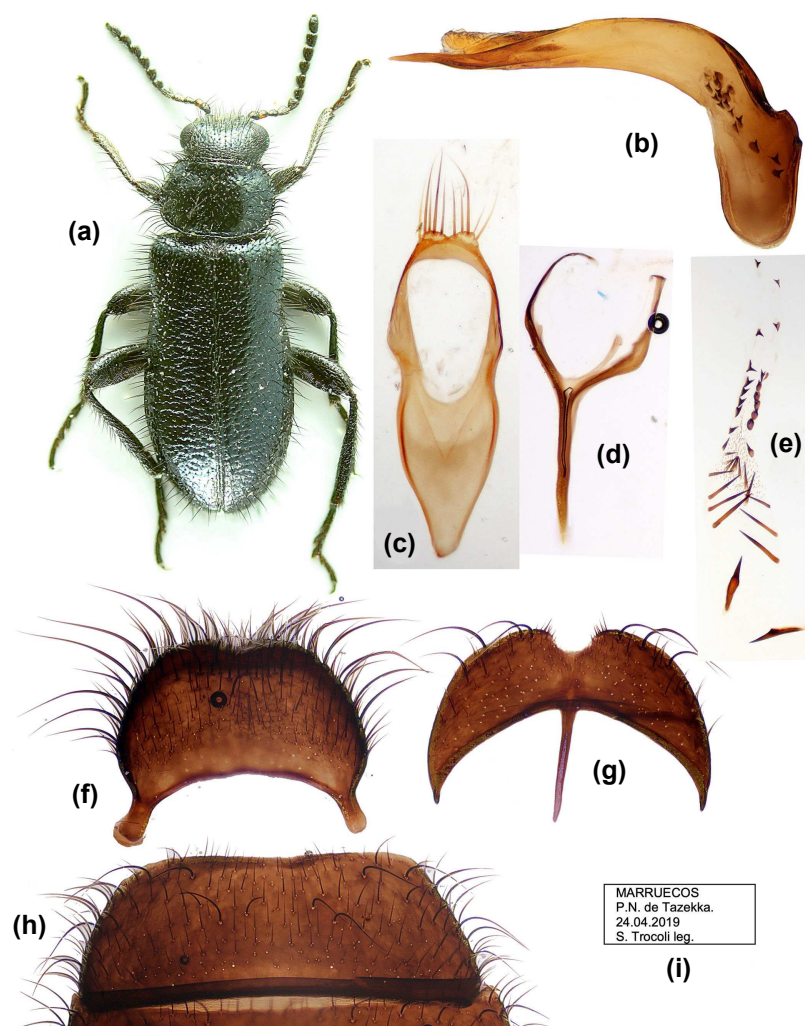 (a)
(b)
(c)
(d)
(e)
(f)
(g)
(h)
MARRUECOS
P.N. de Tazekka.
24.04.2019
S. Trocoli leg.
(i)